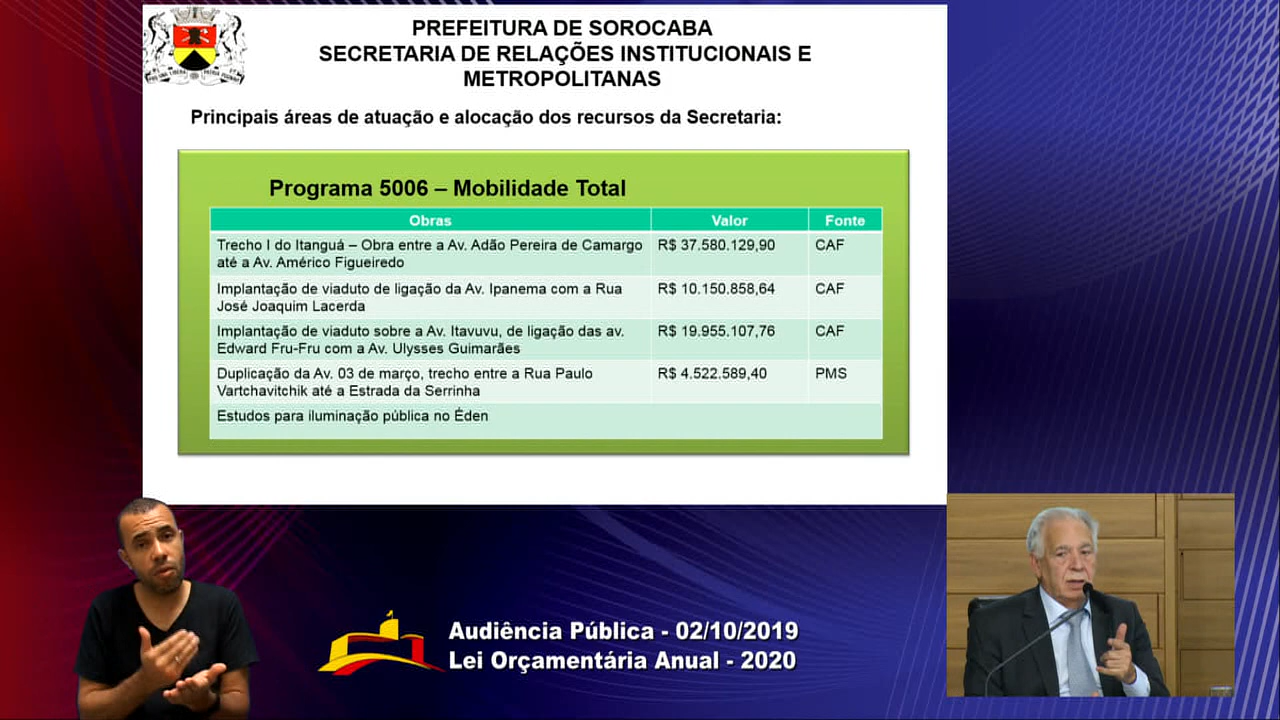 PREFEITURA DE SOROCABA
SECRETARIA DE RELAÇÕES INSTITUCIONAIS E
METROPOLITANAS
Principais áreas de atuação e alocação dos recursos da Secretaria:
Programa 5006 – Mobilidade Total
Obras Valor Fonte
Trecho I do Itanguá – Obra entre a Av. Adão Pereira de Camargo R$ 37.580.129,90 CAF
até a Av. Américo Figueiredo
Implantação de viaduto de ligação da Av. Ipanema com a Rua R$ 10.150.858,64 CAF
José Joaquim Lacerda
Implantação de viaduto sobre a Av. Itavuvu, de ligação das av. R$ 19.955.107,76 CAF
Edward Fru-Fru com a Av. Ulysses Guimarães
Duplicação da Av. 03 de março, trecho entre a Rua Paulo R$ 4.522.589,40 PMS
Vartchavitchik até a Estrada da Serrinha
Estudos para iluminação pública no Éden
Audiência Pública - 02/10/2019
Lei Orçamentária Anual - 2020